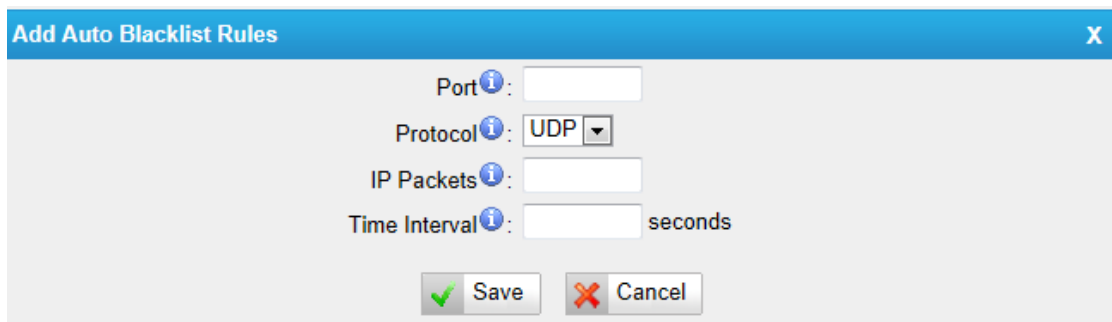 Add Auto Blacklist Rules X
Port i :
Protocol i : UDP
IP Packets i :
Time Interval i : seconds
Save Cancel